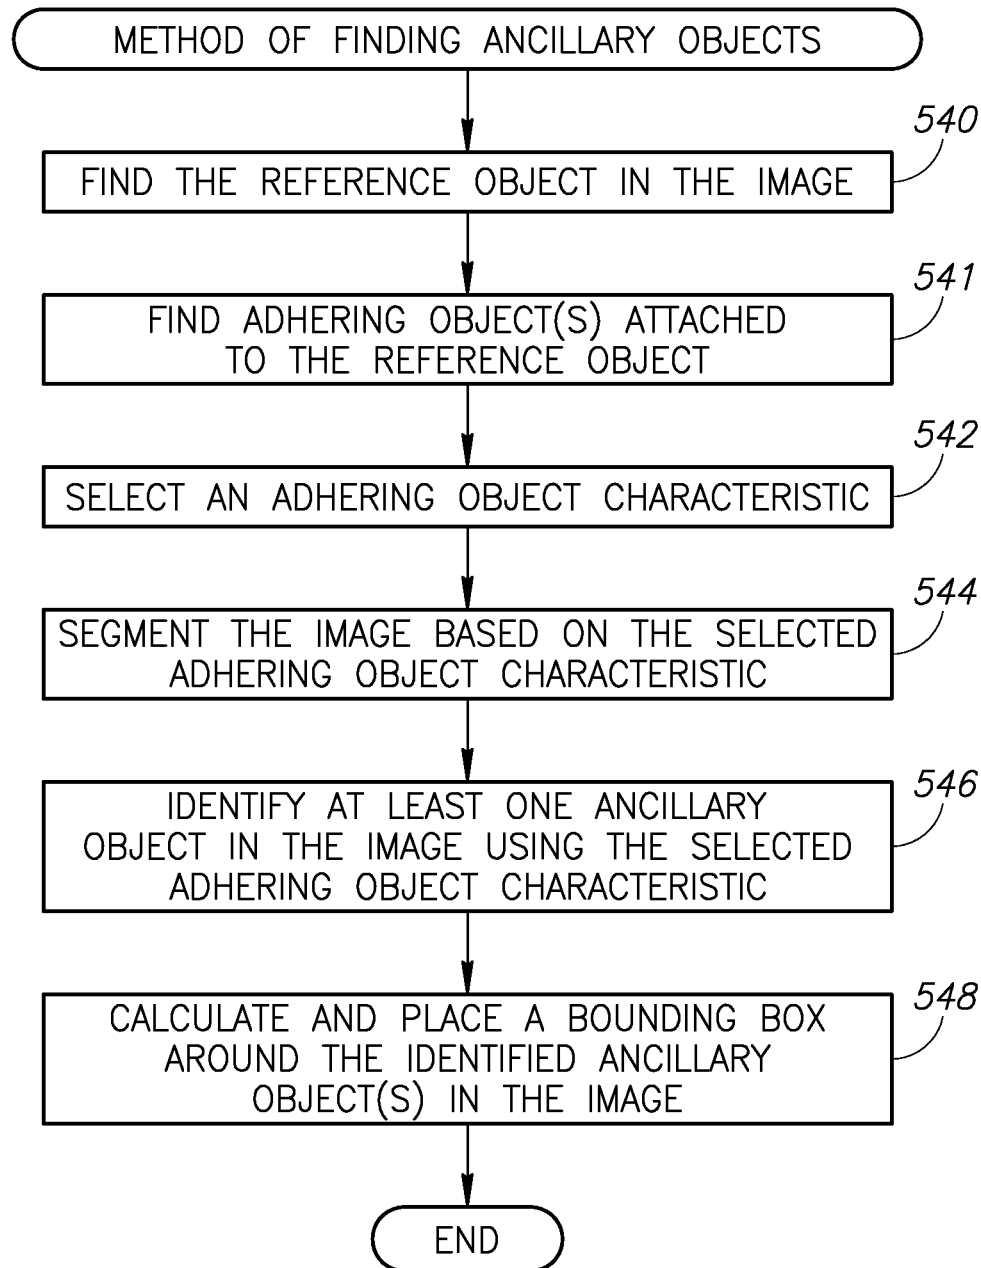 METHOD OF FINDING ANCILLARY OBJECTS
540
FIND THE REFERENCE OBJECT IN THE IMAGE
541
FIND ADHERING OBJECT(S) ATTACHED
TO THE REFERENCE OBJECT
542
SELECT AN ADHERING OBJECT CHARACTERISTIC
544
SEGMENT THE IMAGE BASED ON THE SELECTED
ADHERING OBJECT CHARACTERISTIC
546
IDENTIFY AT LEAST ONE ANCILLARY
OBJECT IN THE IMAGE USING THE SELECTED
ADHERING OBJECT CHARACTERISTIC
548
CALCULATE AND PLACE A BOUNDING BOX
AROUND THE IDENTIFIED ANCILLARY
OBJECT(S) IN THE IMAGE
END